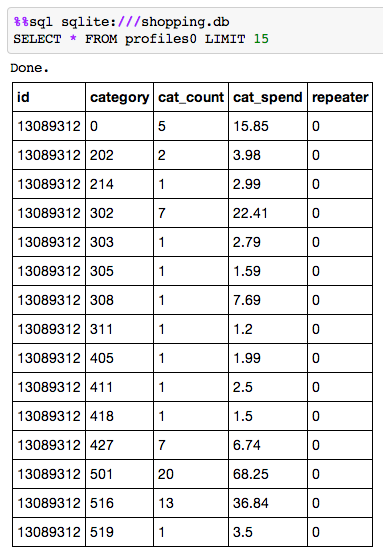 %%sql sqlite:///shopping.db
SELECT * FROM profiles0 LIMIT 15
Done.
id category cat_count cat_spend repeater
13089312 0 5 15.85 0
13089312 202 2 3.98 0
13089312 214 1 2.99 0
13089312 302 7 22.41 0
13089312 303 1 2.79 0
13089312 305 1 1.59 0
13089312 308 1 7.69 0
13089312 311 1 1.2 0
13089312 405 1 1.99 0
13089312 411 1 2.5 0
13089312 418 1 1.5 0
13089312 427 7 6.74 0
13089312 501 20 68.25 0
13089312 516 13 36.84 0
13089312 519 1 3.5 0